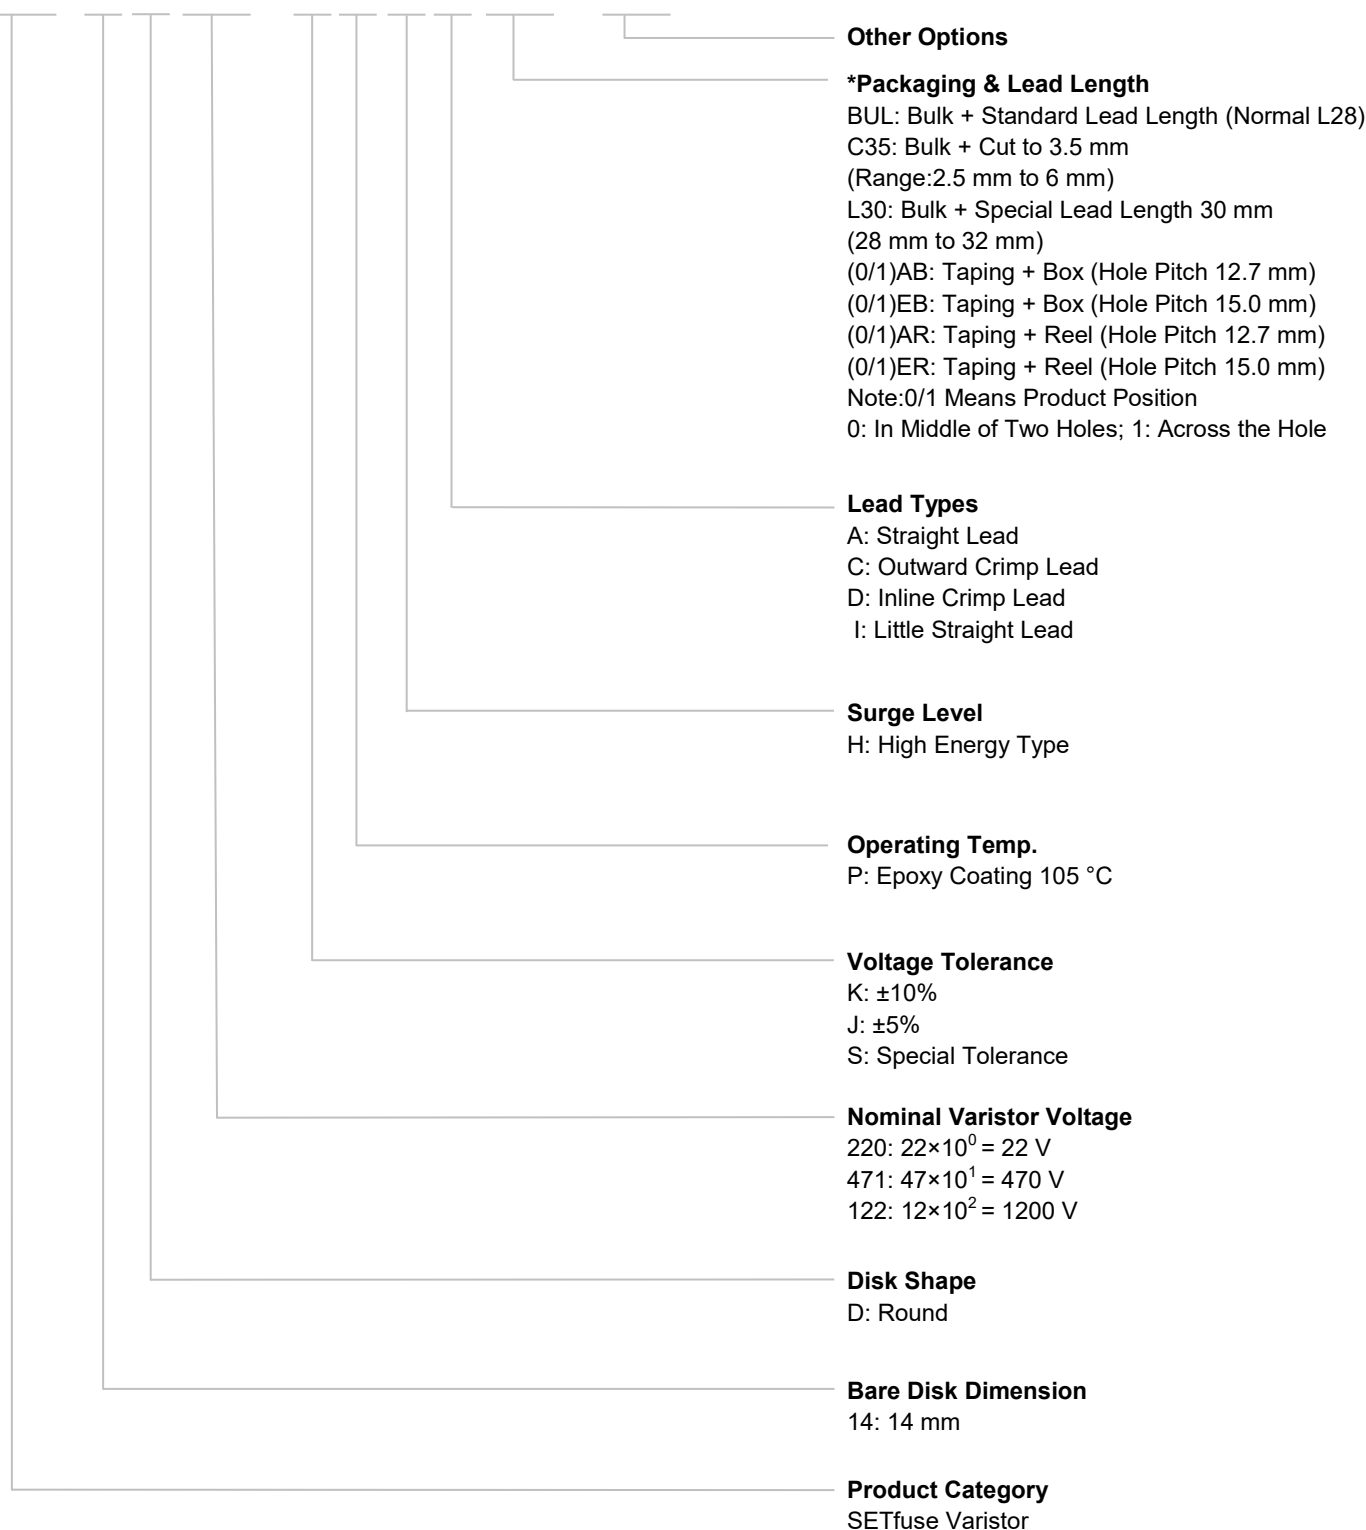 Other Options
*Packaging & Lead Length
BUL: Bulk + Standard Lead Length (Normal L28)
C35: Bulk + Cut to 3.5 mm
(Range:2.5 mm to 6 mm)
L30: Bulk + Special Lead Length 30 mm
(28 mm to 32 mm)
(0/1)AB: Taping + Box (Hole Pitch 12.7 mm)
(0/1)EB: Taping + Box (Hole Pitch 15.0 mm)
(0/1)AR: Taping + Reel (Hole Pitch 12.7 mm)
(0/1)ER: Taping + Reel (Hole Pitch 15.0 mm)
Note:0/1 Means Product Position
0: In Middle of Two Holes; 1: Across the Hole
Lead Types
A: Straight Lead
C: Outward Crimp Lead
D: Inline Crimp Lead
I: Little Straight Lead
Surge Level
H: High Energy Type
Operating Temp.
P: Epoxy Coating 105 °C
Voltage Tolerance
K: ±10%
J: ±5%
S: Special Tolerance
Nominal Varistor Voltage
220: 22×10⁰ = 22 V
471: 47×10¹ = 470 V
122: 12×10² = 1200 V
Disk Shape
D: Round
Bare Disk Dimension
14: 14 mm
Product Category
SETfuse Varistor